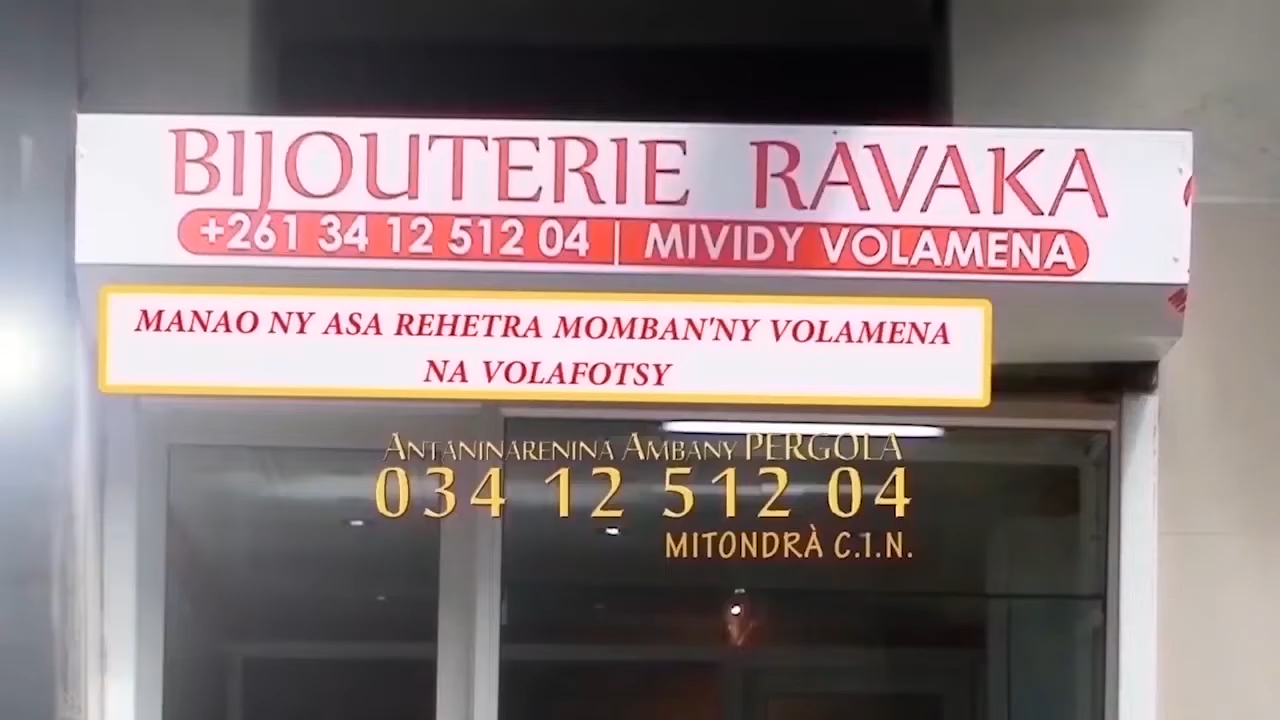 BIJOUTERIE RAVAKA
+261 34 12 512 04 | MIVIDY VOLAMENA
MANAO NY ASA REHETRA MOMBAN'NY VOLAMENA
NA VOLAFOTSY
ANTANINARENINA AMBANY PERGOLA
034 12 512 04
MITONDRÀ C.I.N.